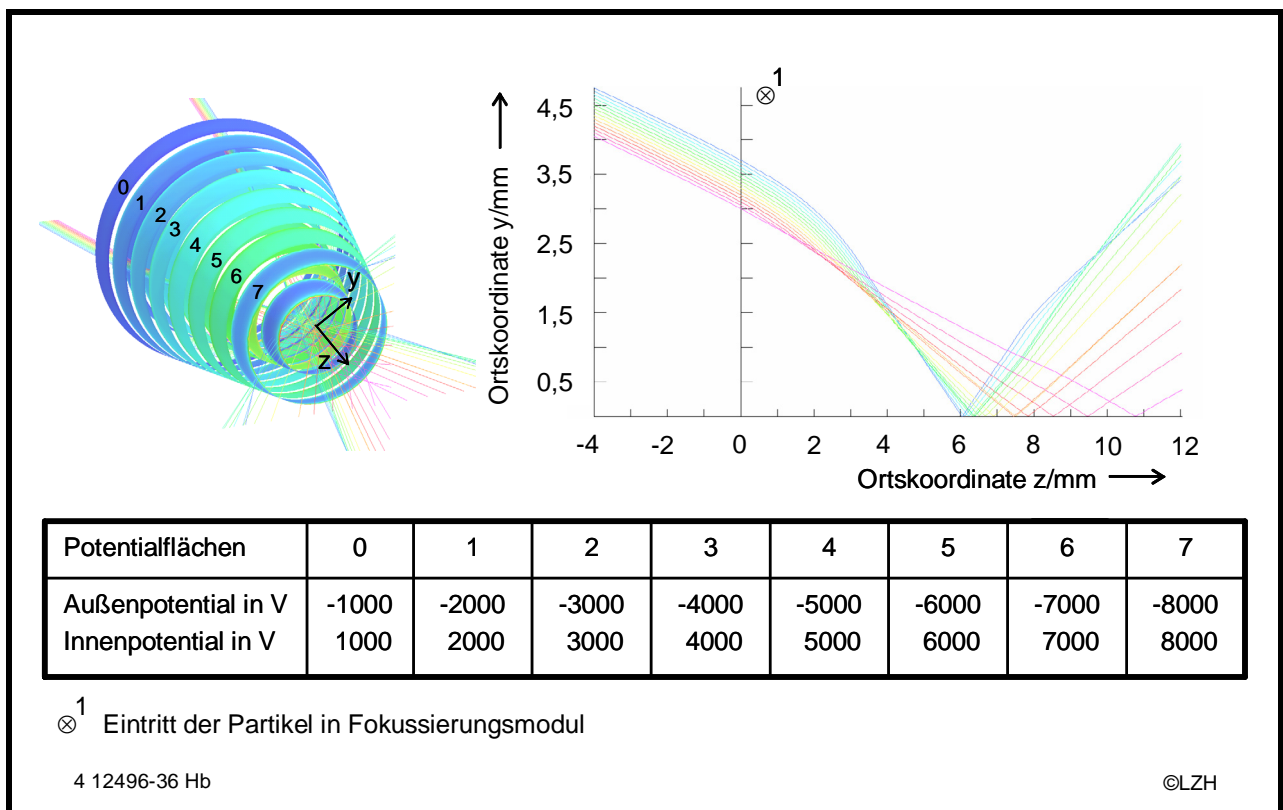 0
1
2
3
4
5
6
7
y
z
⊗1
Ortskoordinate y/mm
4,5
3,5
2,5
1,5
0,5
-4 -2 0 2 4 6 8 10 12
Ortskoordinate z/mm
Potentialflächen 0 1 2 3 4 5 6 7
Außenpotential in V -1000 -2000 -3000 -4000 -5000 -6000 -7000 -8000
Innenpotential in V 1000 2000 3000 4000 5000 6000 7000 8000
⊗1 Eintritt der Partikel in Fokussierungsmodul
4 12496-36 Hb ©LZH